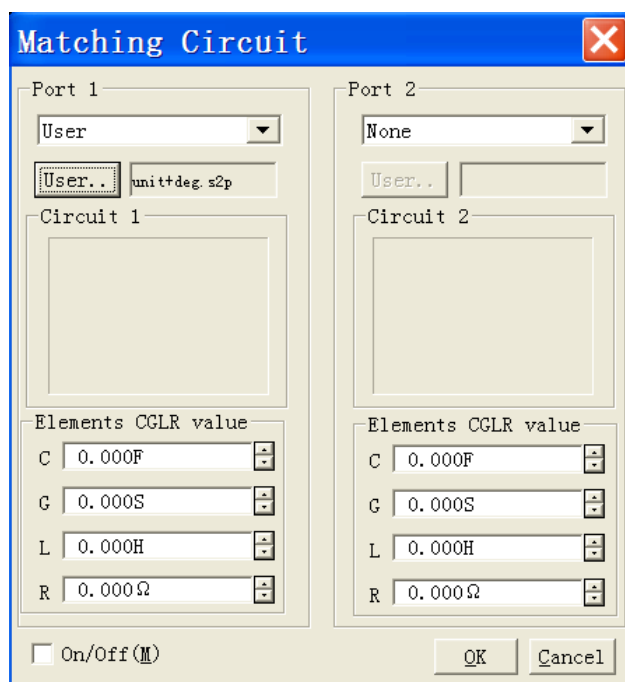 Matching Circuit
Port 1
User
User..
unit+deg.s2p
Circuit 1
Elements CGLR value
C 0.000F
G 0.000S
L 0.000H
R 0.000Ω
Port 2
None
User..
Circuit 2
Elements CGLR value
C 0.000F
G 0.000S
L 0.000H
R 0.000Ω
On/Off(M)
OK
Cancel